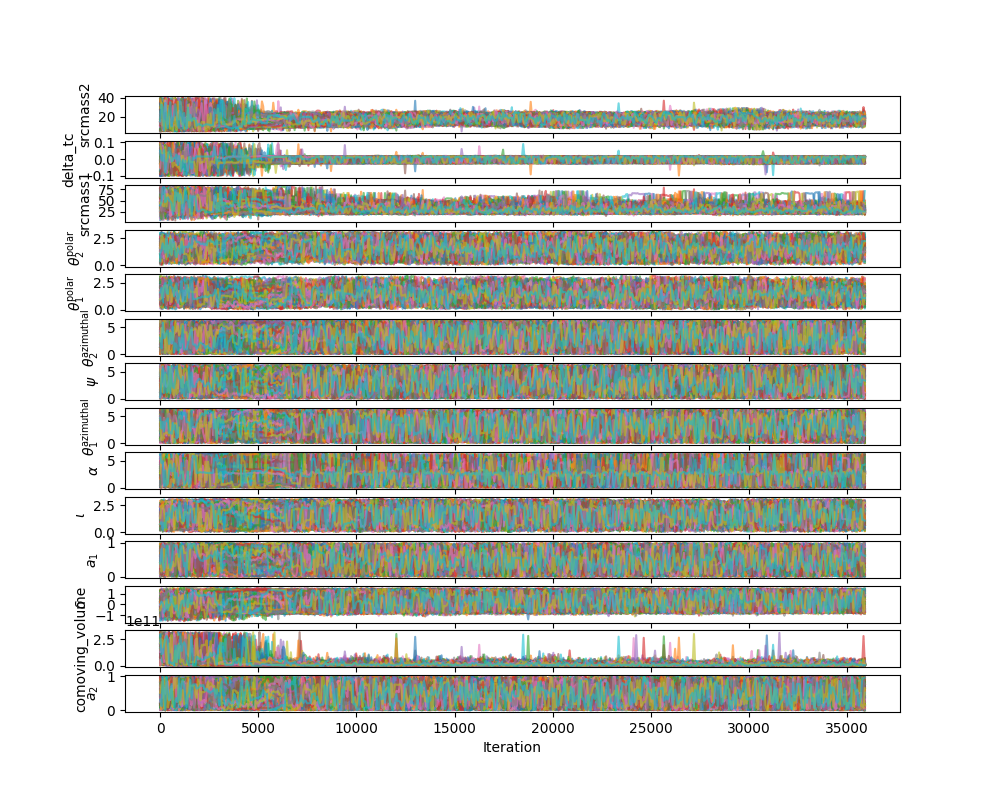 srcmass2
40
20
delta_tc
0.1
0.0
−0.1
srcmass1
75
50
25
θ₂^polar
2.5
0.0
θ₁^polar
2.5
0.0
θ₂^azimuthal
5
0
ψ
5
0
θ₁^azimuthal
5
0
α
5
0
ι
2.5
0.0
a₁
1
0
δ
1
0
−1
1e11
comoving_volume
2.5
0.0
a₂
1
0
0 5000 10000 15000 20000 25000 30000 35000
Iteration